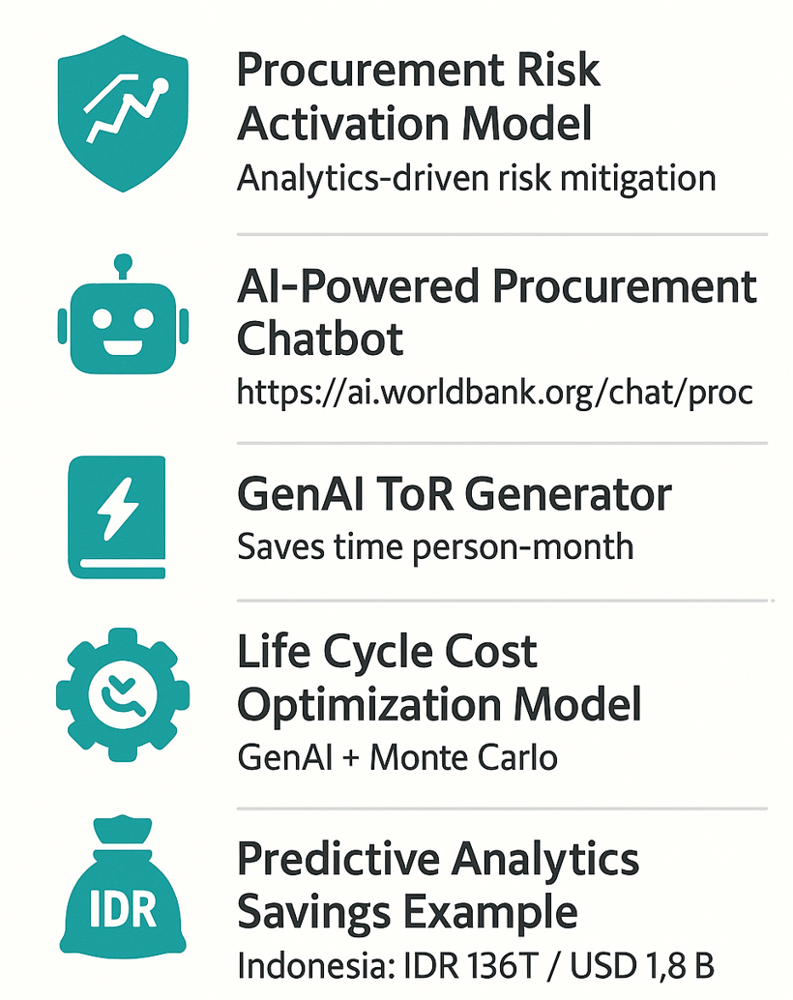 Procurement Risk
Activation Model
Analytics-driven risk mitigation
AI-Powered Procurement
Chatbot
https://ai.worldbank.org/chat/proc
GenAI ToR Generator
Saves time person-month
Life Cycle Cost
Optimization Model
GenAI + Monte Carlo
IDR
Predictive Analytics
Savings Example
Indonesia: IDR 136T / USD 1,8 B